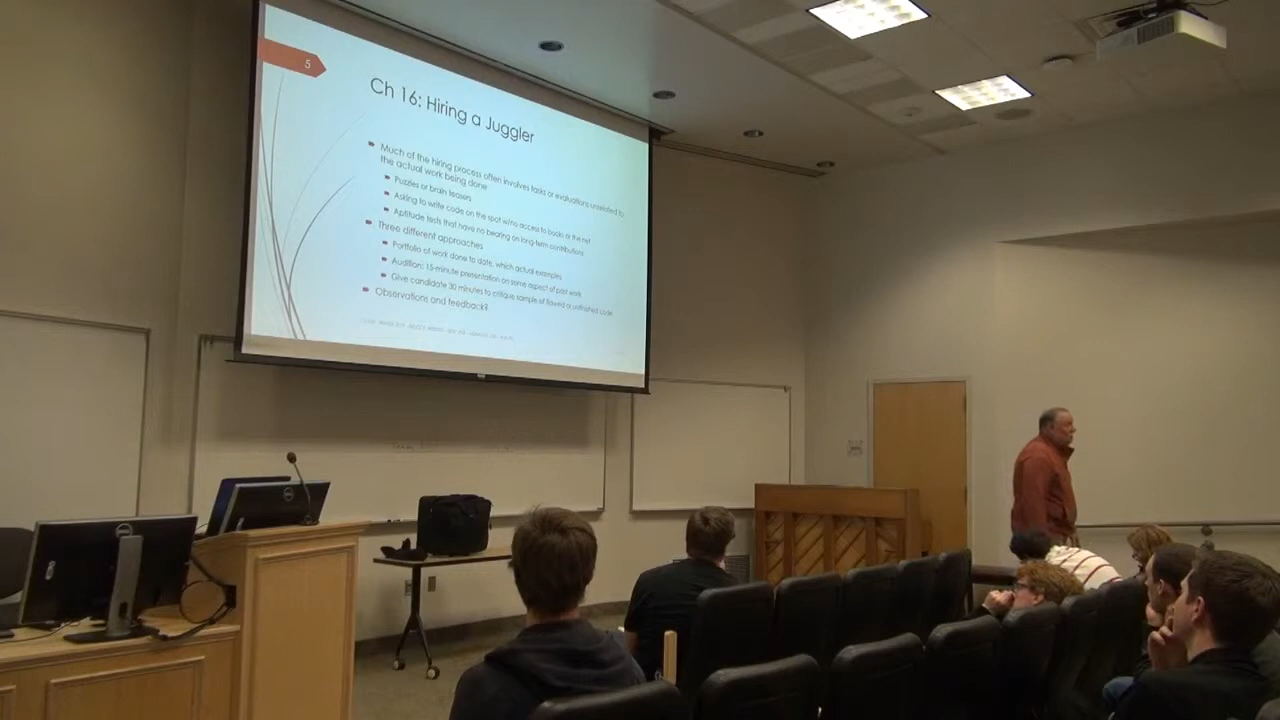 5
Ch 16: Hiring a Juggler
Much of the hiring process often involves tasks or evaluations unrelated to
the actual work being done
Puzzles or brain teasers
Asking to write code on the spot w/no access to books or the net
Aptitude tests that have no bearing on long-term contributions
Three different approaches
Portfolio of work done to date, which actual examples
Audition: 15-minute presentation on some aspect of past work
Give candidate 30 minutes to critique sample of flawed or unfinished code
Observations and feedback?
DELL